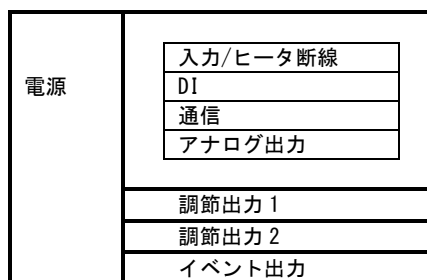 入力/ヒータ断線
電源
DI
通信
アナログ出力
調節出力1
調節出力2
イベント出力